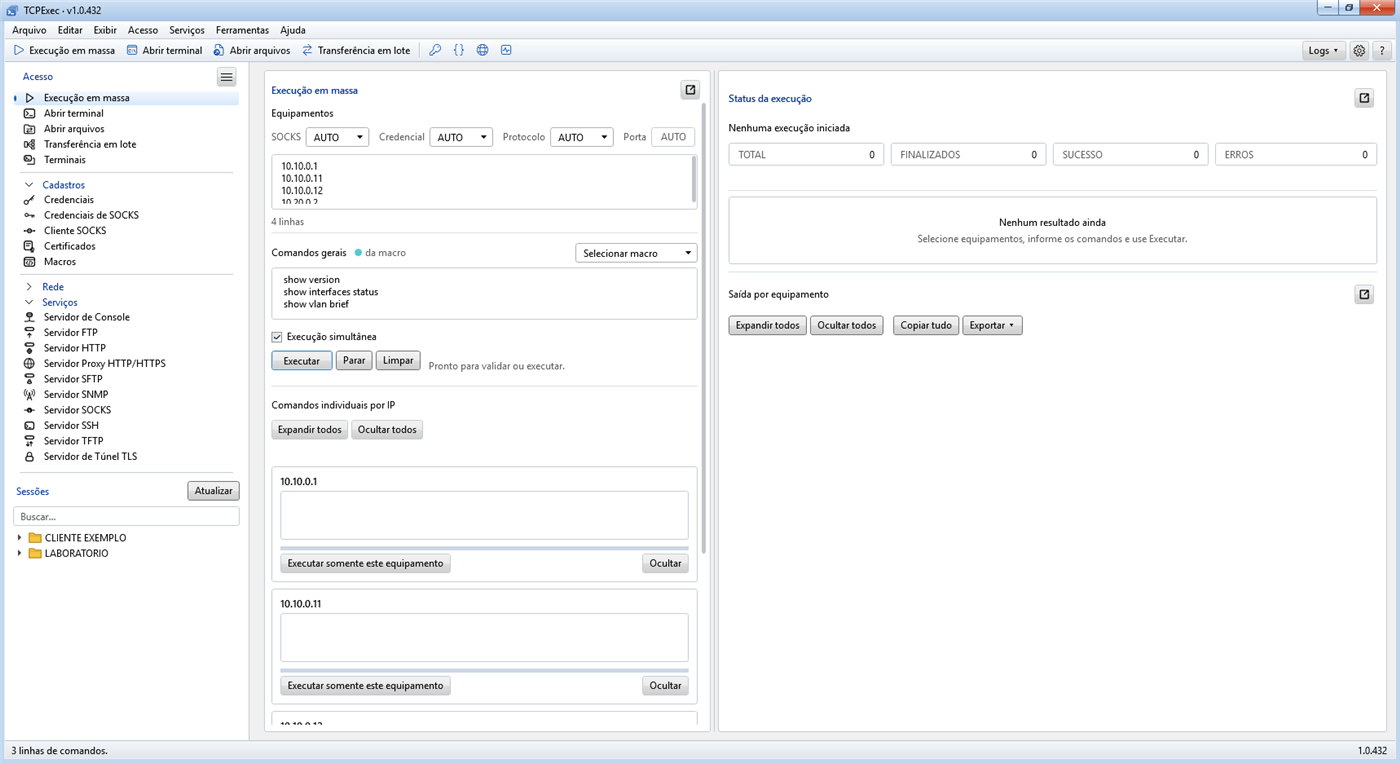 TCPExec · v1.0.432
Arquivo Editar Exibir Acesso Serviços Ferramentas Ajuda
Execução em massa Abrir terminal Abrir arquivos Transferência em lote Logs ?
Acesso
Execução em massa
Abrir terminal
Abrir arquivos
Transferência em lote
Terminais
Cadastros
Credenciais
Credenciais de SOCKS
Cliente SOCKS
Certificados
Macros
Rede
Serviços
Servidor de Console
Servidor FTP
Servidor HTTP
Servidor Proxy HTTP/HTTPS
Servidor SFTP
Servidor SNMP
Servidor SOCKS
Servidor SSH
Servidor TFTP
Servidor de Túnel TLS
Sessões Atualizar
Buscar...
CLIENTE EXEMPLO
LABORATORIO
Execução em massa
Equipamentos
SOCKS AUTO Credencial AUTO Protocolo AUTO Porta AUTO
10.10.0.1
10.10.0.11
10.10.0.12
10.20.0.2
4 linhas
Comandos gerais da macro Selecionar macro
show version
show interfaces status
show vlan brief
Execução simultânea
Executar Parar Limpar Pronto para validar ou executar.
Comandos individuais por IP
Expandir todos Ocultar todos
10.10.0.1
Executar somente este equipamento Ocultar
10.10.0.11
Executar somente este equipamento Ocultar
10.10.0.12
Status da execução
Nenhuma execução iniciada
TOTAL 0 FINALIZADOS 0 SUCESSO 0 ERROS 0
Nenhum resultado ainda
Selecione equipamentos, informe os comandos e use Executar.
Saída por equipamento
Expandir todos Ocultar todos Copiar tudo Exportar
3 linhas de comandos. 1.0.432